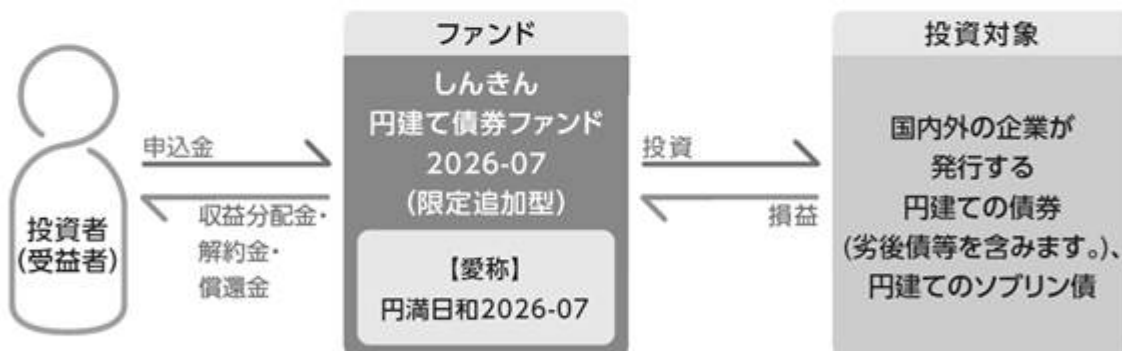 投資者
(受益者)
申込金
収益分配金・
解約金・
償還金
ファンド
しんきん
円建て債券ファンド
2026-07
(限定追加型)
【愛称】
円満日和2026-07
投資
損益
投資対象
国内外の企業が
発行する
円建ての債券
(劣後債等を含みます。)、
円建てのソブリン債